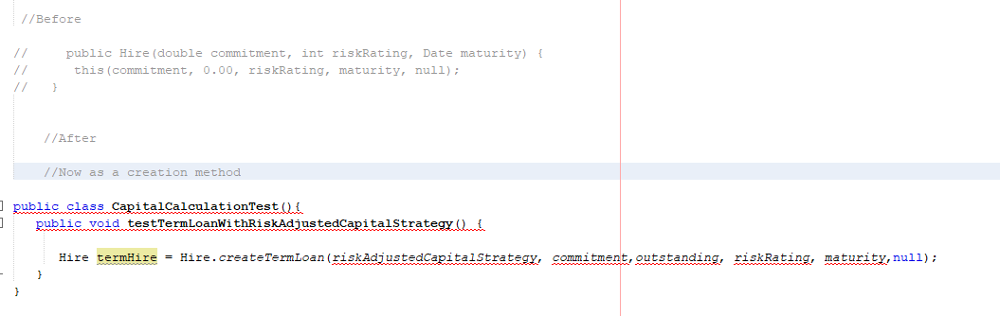 //Before
//     public Hire(double commitment, int riskRating, Date maturity) {
//      this(commitment, 0.00, riskRating, maturity, null);
//   }
//After
//Now as a creation method
public class CapitalCalculationTest(){
public void testTermLoanWithRiskAdjustedCapitalStrategy() {
Hire termHire = Hire.createTermLoan(riskAdjustedCapitalStrategy, commitment,outstanding, riskRating, maturity,null);
}
}